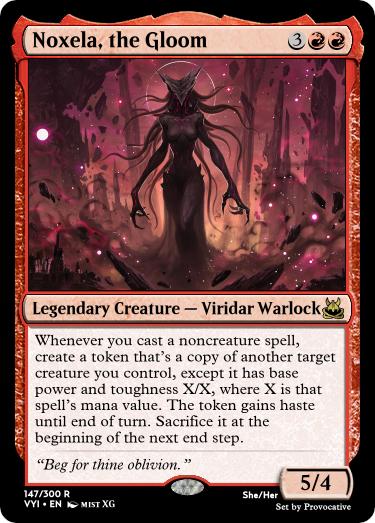 Noxela, the Gloom 3
Legendary Creature — Viridar Warlock
Whenever you cast a noncreature spell,
create a token that's a copy of another target
creature you control, except it has base
power and toughness X/X, where X is that
spell's mana value. The token gains haste
until end of turn. Sacrifice it at the
beginning of the next end step.
“Beg for thine oblivion.”
5/4
147/300 R
VYI • EN MIST XG
She/Her
Set by Provocative